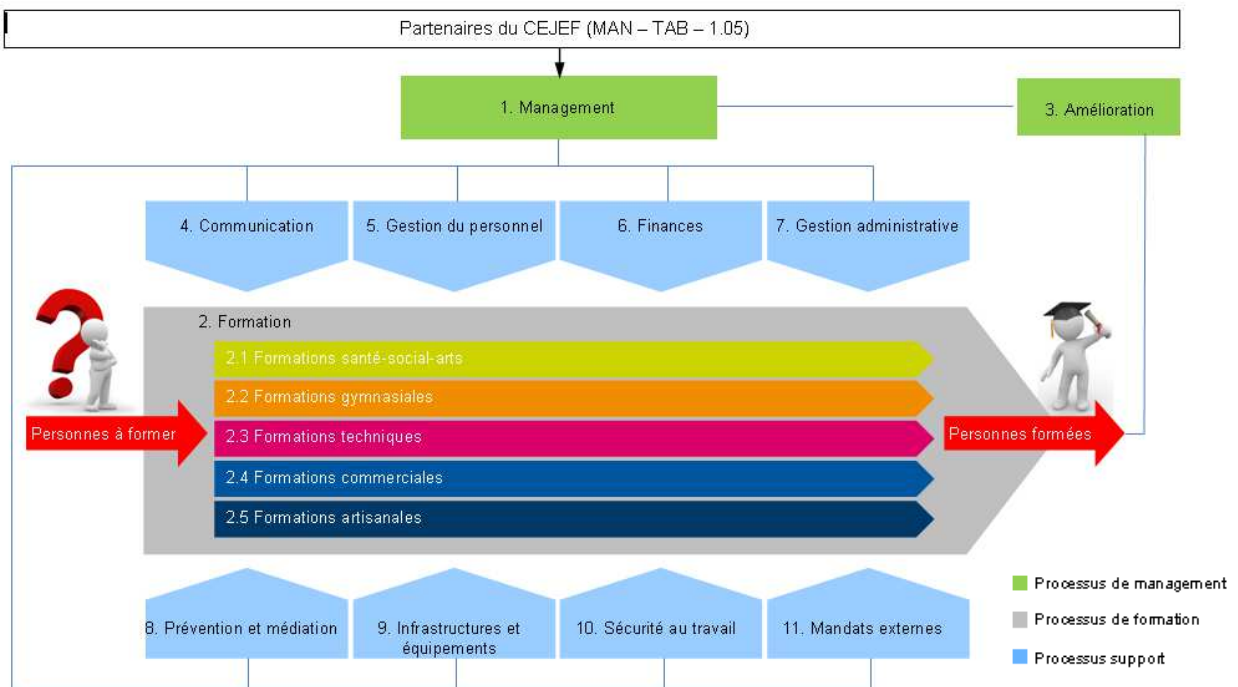 Partenaires du CEJEF (MAN – TAB – 1.05)
1. Management
3. Amélioration
4. Communication
5. Gestion du personnel
6. Finances
7. Gestion administrative
2. Formation
2.1 Formations santé-social-arts
2.2 Formations gymnasiales
Personnes à former
2.3 Formations techniques
Personnes formées
2.4 Formations commerciales
2.5 Formations artisanales
8. Prévention et médiation
9. Infrastructures et
équipements
10. Sécurité au travail
11. Mandats externes
Processus de management
Processus de formation
Processus support